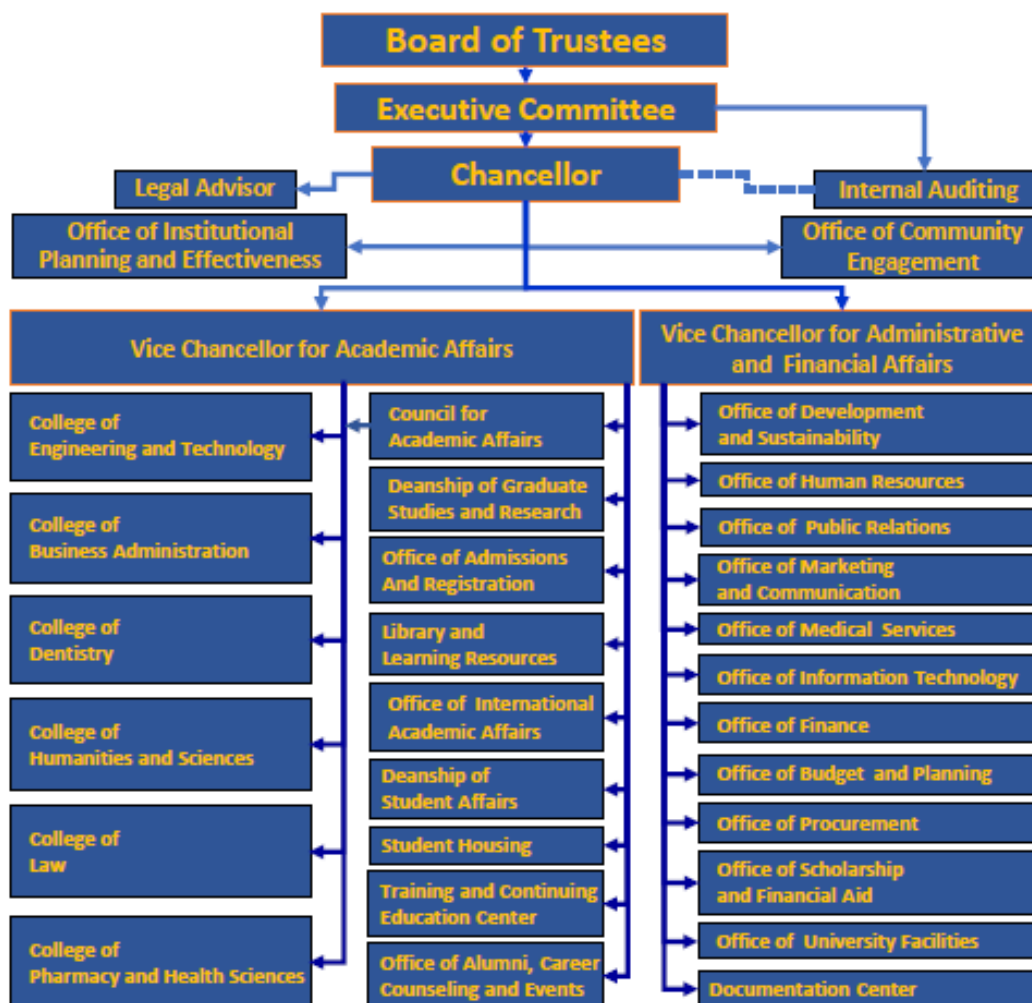 Board of Trustees
Executive Committee
Chancellor
Legal Advisor
Internal Auditing
Office of Institutional
Planning and Effectiveness
Office of Community
Engagement
Vice Chancellor for Academic Affairs
Vice Chancellor for Administrative
and Financial Affairs
College of
Engineering and Technology
College of
Business Administration
College of
Dentistry
College of
Humanities and Sciences
College of
Law
College of
Pharmacy and Health Sciences
Council for
Academic Affairs
Deanship of Graduate
Studies and Research
Office of Admissions
And Registration
Library and
Learning Resources
Office of International
Academic Affairs
Deanship of
Student Affairs
Student Housing
Training and Continuing
Education Center
Office of Alumni, Career
Counseling and Events
Office of Development
and Sustainability
Office of Human Resources
Office of Public Relations
Office of Marketing
and Communication
Office of Medical Services
Office of Information Technology
Office of Finance
Office of Budget and Planning
Office of Procurement
Office of Scholarship
and Financial Aid
Office of University Facilities
Documentation Center